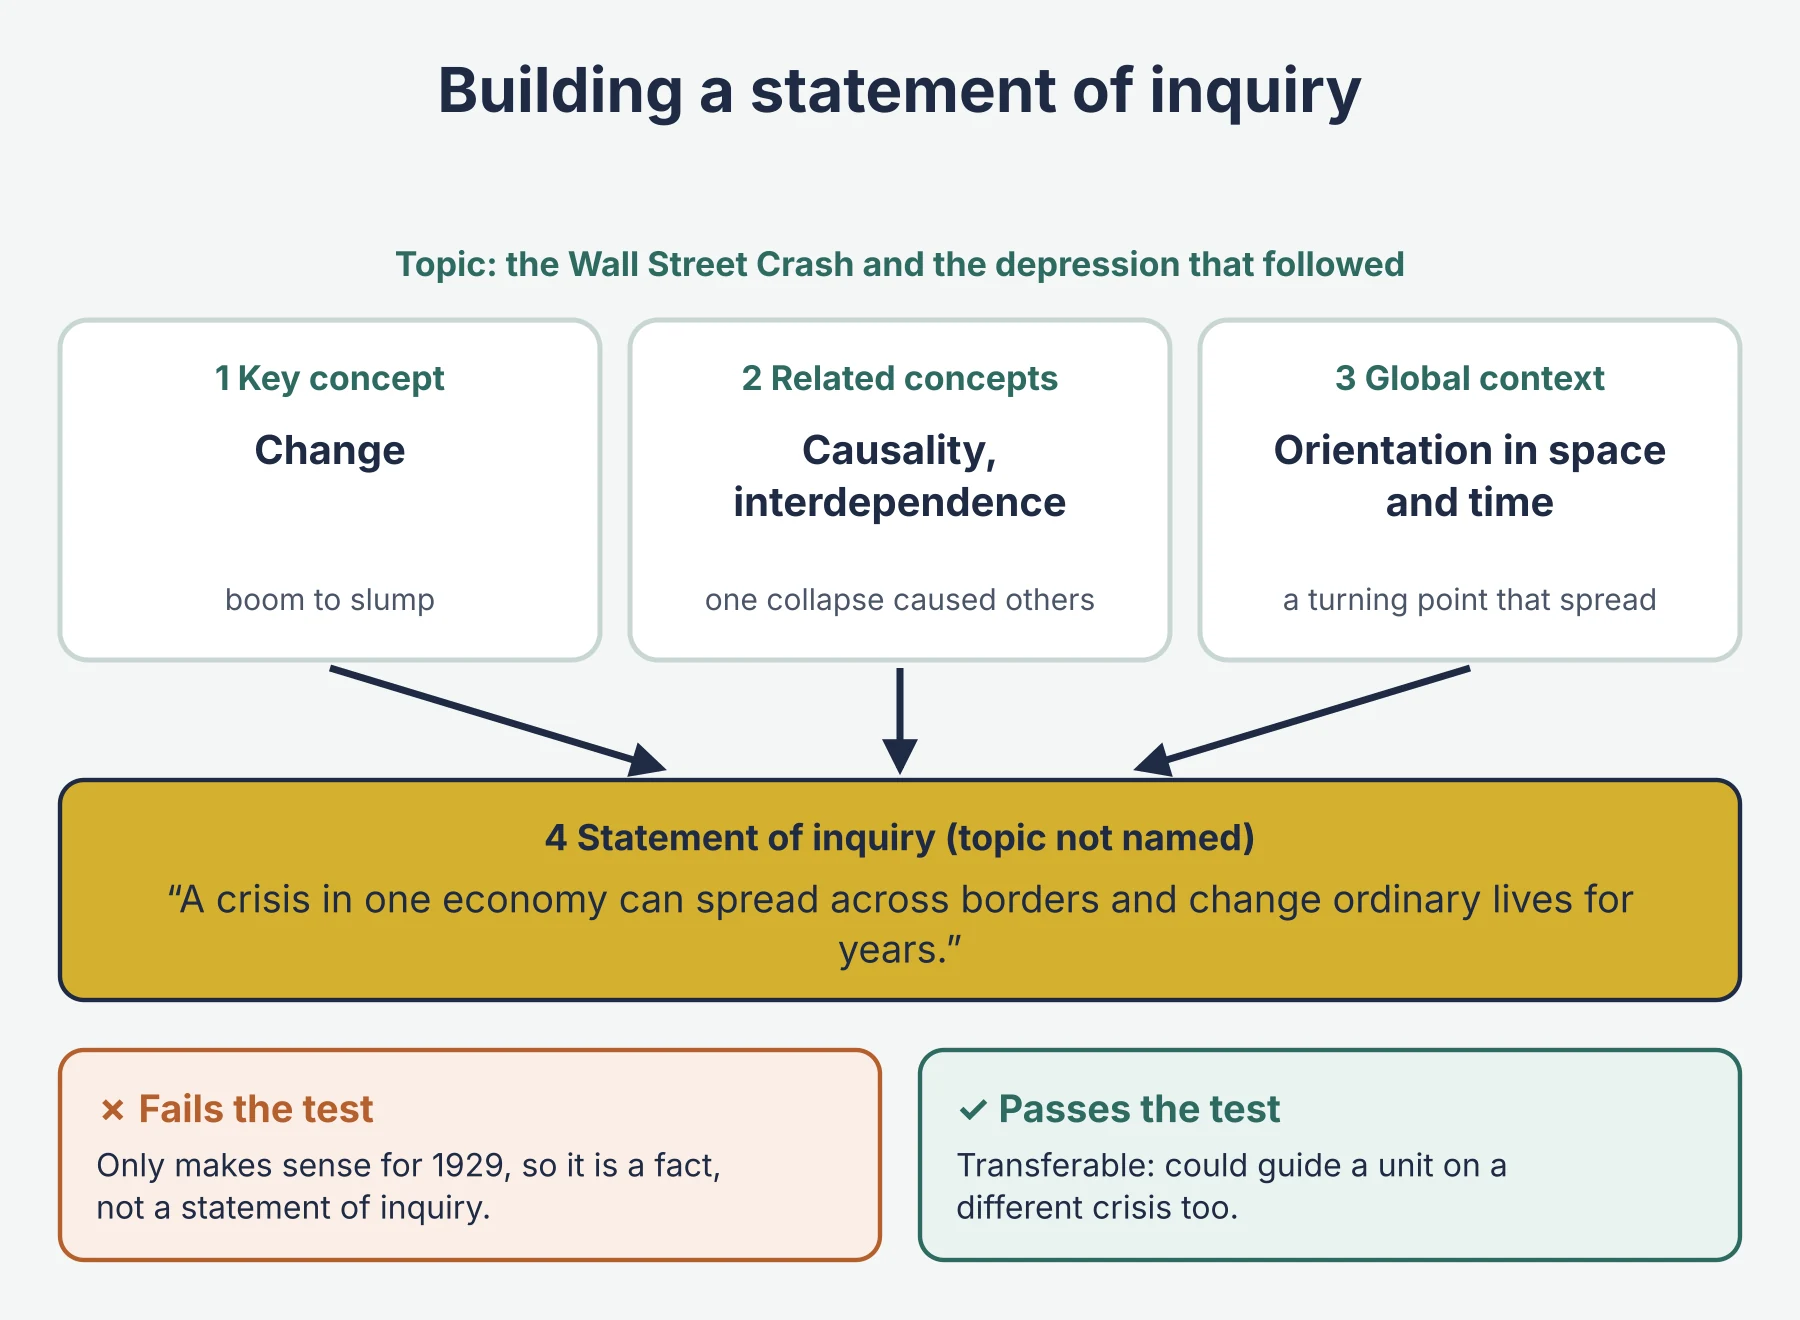 Building a statement of inquiry
Topic: the Wall Street Crash and the depression that followed
1 Key concept
Change
boom to slump
2 Related concepts
Causality,
interdependence
one collapse caused others
3 Global context
Orientation in space
and time
a turning point that spread
4 Statement of inquiry (topic not named)
“A crisis in one economy can spread across borders and change ordinary lives for
years.”
× Fails the test
Only makes sense for 1929, so it is a fact,
not a statement of inquiry.
✓ Passes the test
Transferable: could guide a unit on a
different crisis too.